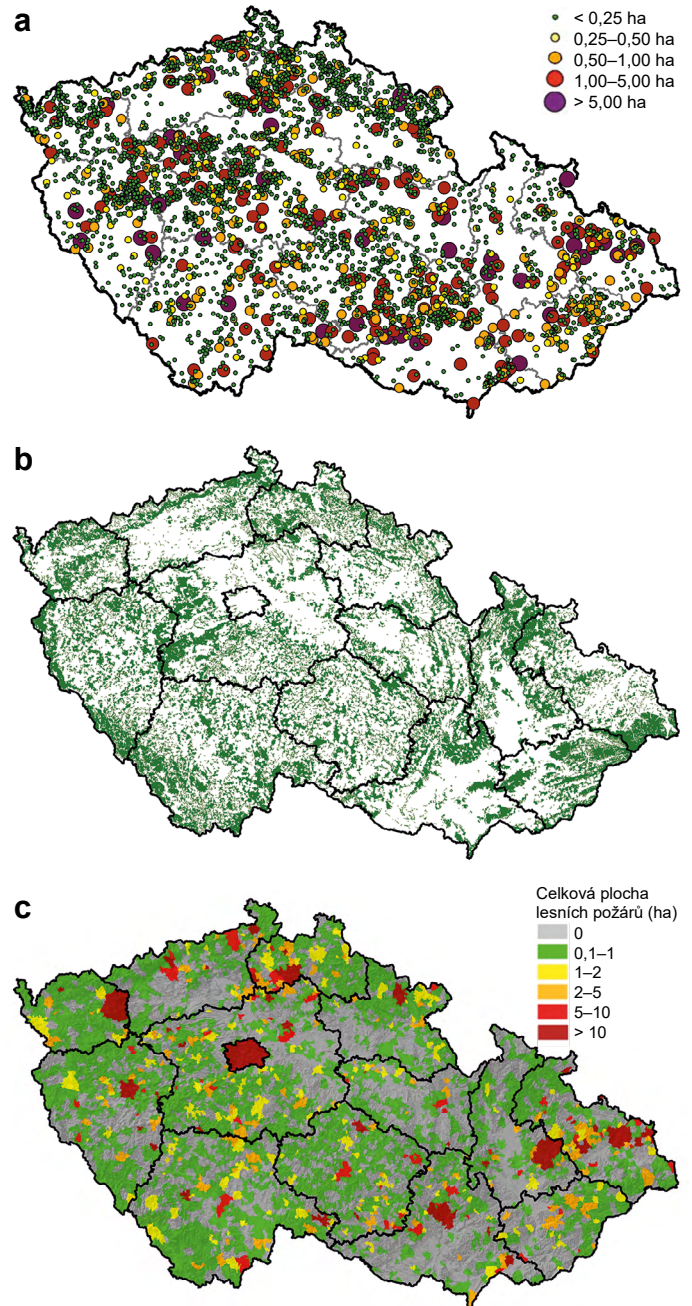 a
< 0,25 ha
0,25–0,50 ha
0,50–1,00 ha
1,00–5,00 ha
> 5,00 ha
b
c
Celková plocha
lesních požárů (ha)
0
0,1–1
1–2
2–5
5–10
> 10